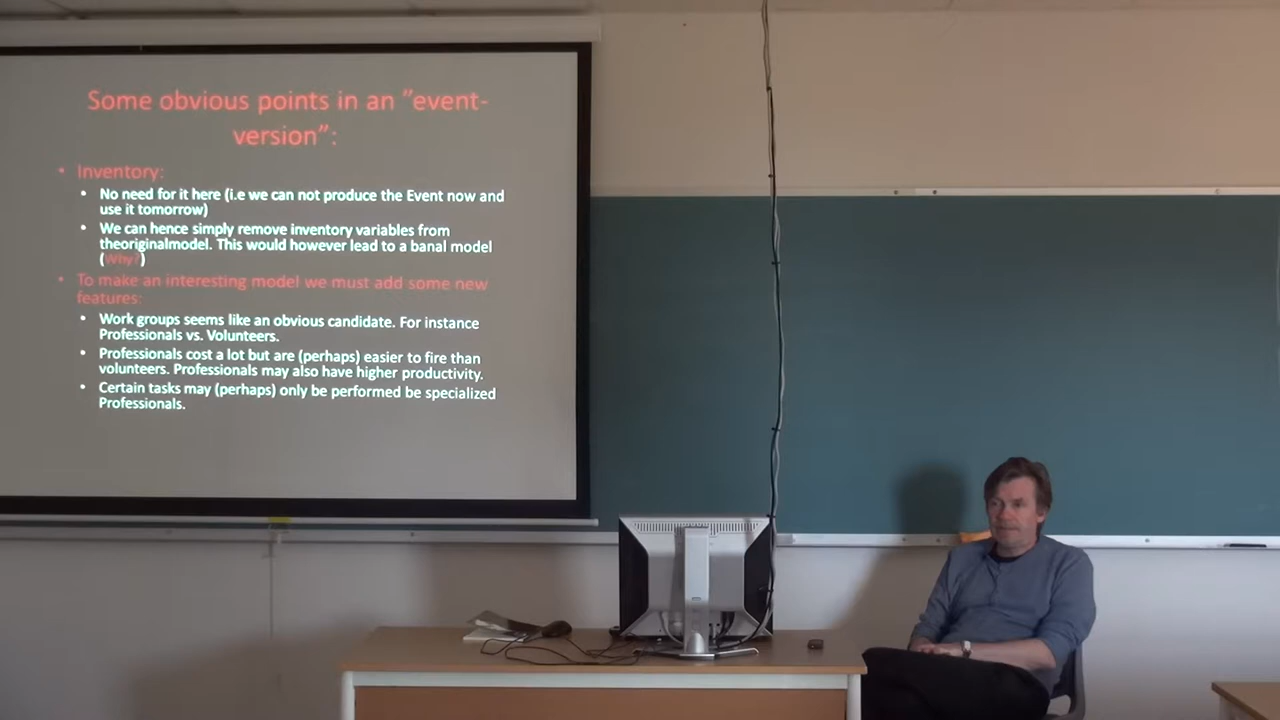 Some obvious points in an ”event-
version”:
• Inventory:
• No need for it here (i.e we can not produce the Event now and
use it tomorrow)
• We can hence simply remove inventory variables from
theoriginalmodel. This would however lead to a banal model
(Why?)
• To make an interesting model we must add some new
features:
• Work groups seems like an obvious candidate. For instance
Professionals vs. Volunteers.
• Professionals cost a lot but are (perhaps) easier to fire than
volunteers. Professionals may also have higher productivity.
• Certain tasks may (perhaps) only be performed be specialized
Professionals.